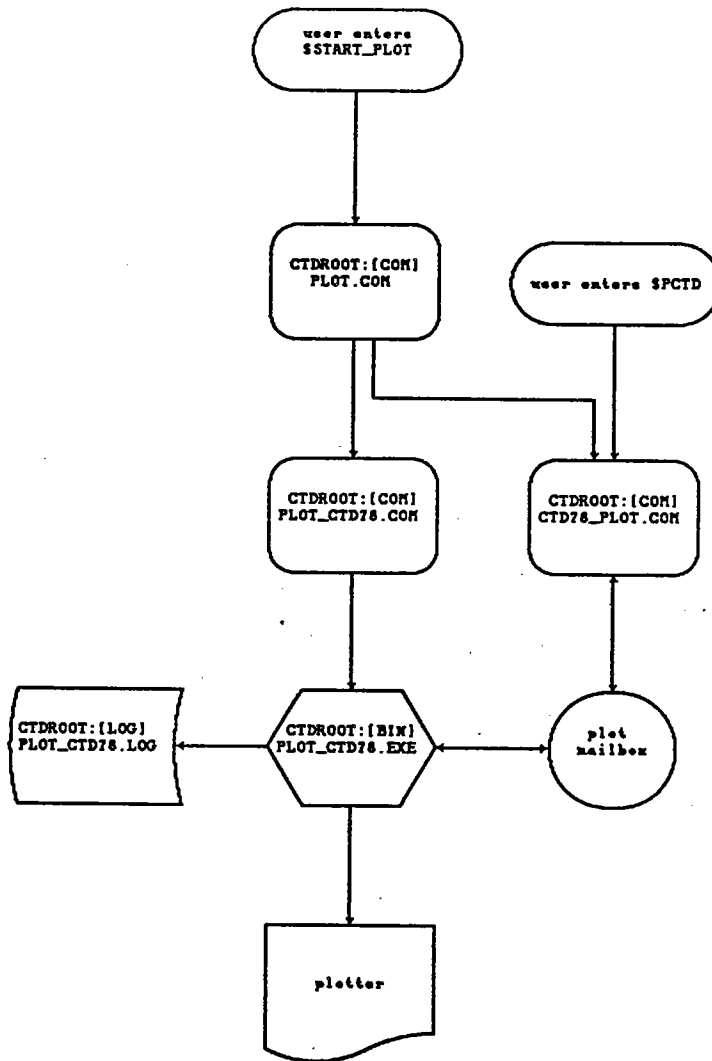 user enters
$START_PLOT
CTDROOT:[COM]
PLOT.COM
user enters $PCTD
CTDROOT:[COM]
PLOT_CTD78.COM
CTDROOT:[COM]
CTD78_PLOT.COM
CTDROOT:[LOG]
PLOT_CTD78.LOG
CTDROOT:[BIN]
PLOT_CTD78.EXE
plot
mailbox
plotter